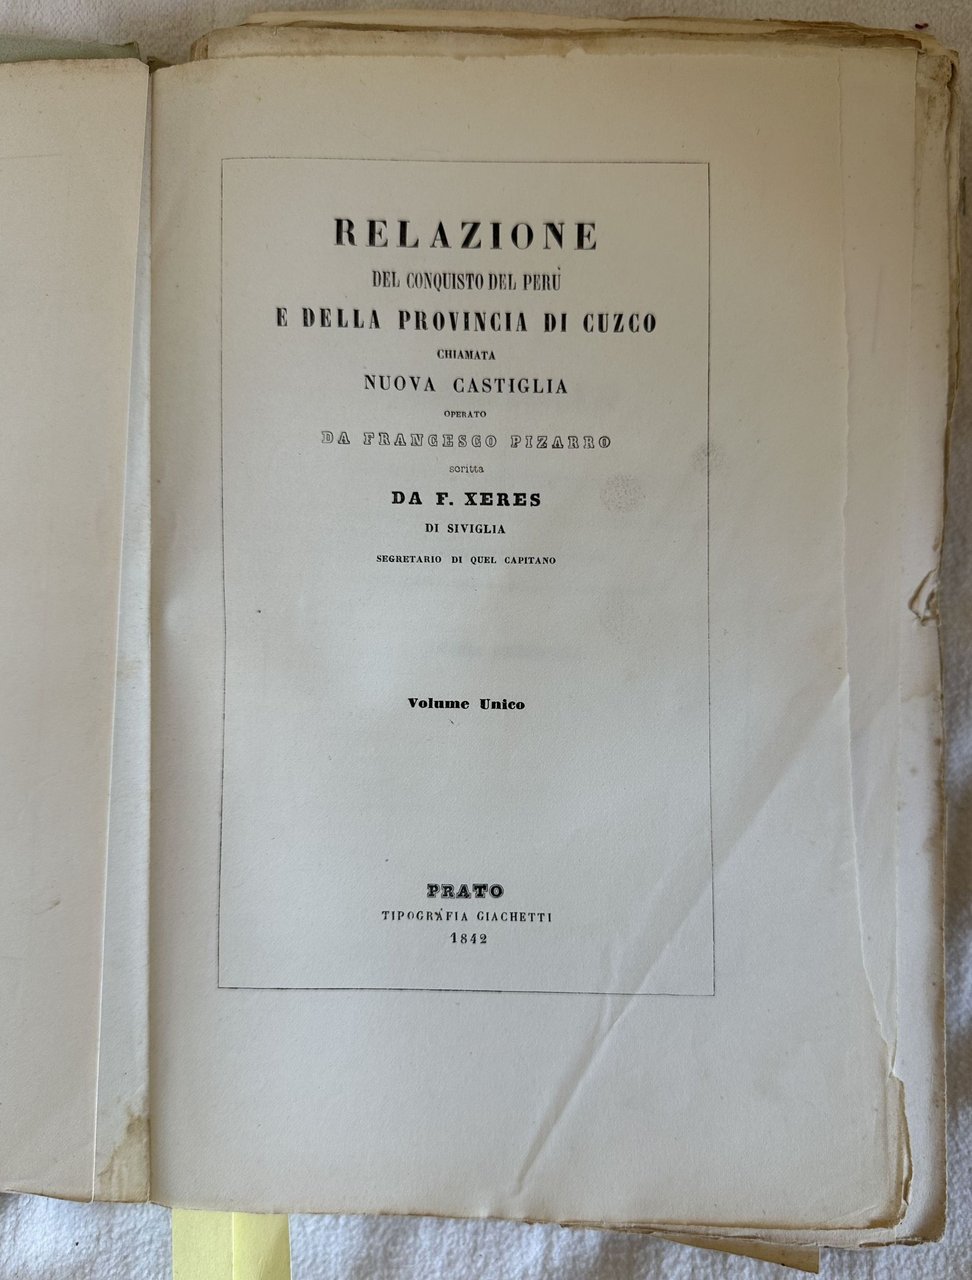 RELAZIONE
DEL CONQUISTO DEL PERÙ
E DELLA PROVINCIA DI CUZCO
CHIAMATA
NUOVA CASTIGLIA
OPERATO
DA FRANCESCO PIZARRO
scritta
DA F. XERES
DI SIVIGLIA
SEGRETARIO DI QUEL CAPITANO
Volume Unico
PRATO
TIPOGRAFIA GIACHETTI
1842